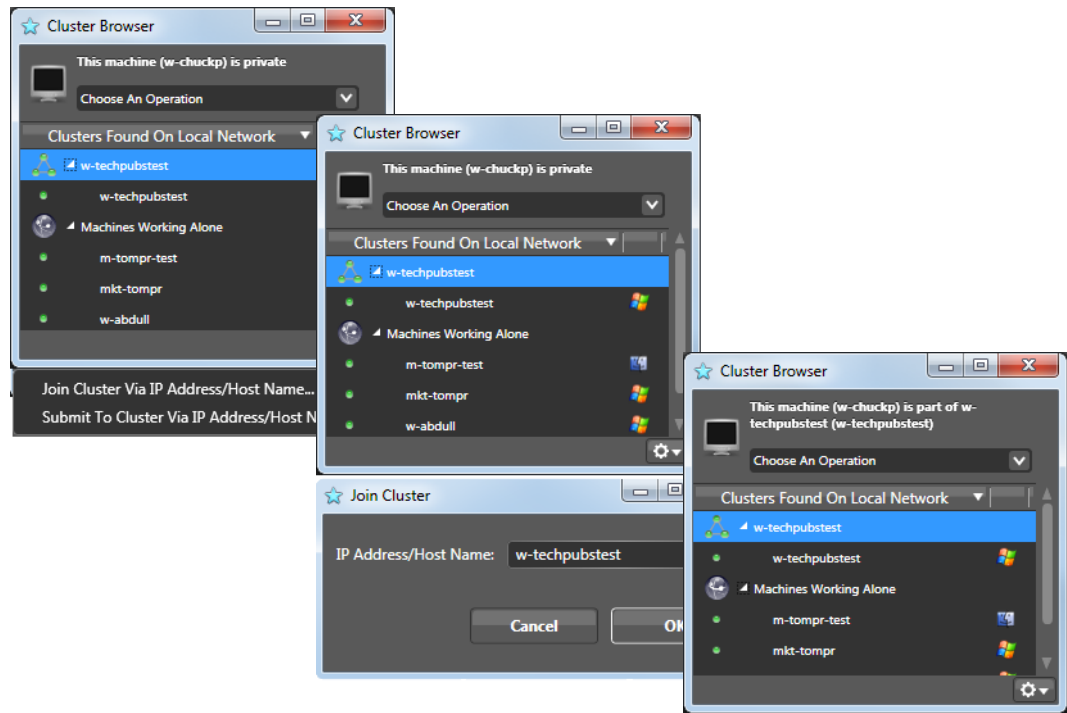 Cluster Browser
This machine (w-chuckp) is private
Choose An Operation
Clusters Found On Local Network
w-techpubstest
w-techpubstest
Machines Working Alone
m-tompr-test
mkt-tompr
w-abdull
Join Cluster Via IP Address/Host Name...
Submit To Cluster Via IP Address/Host N
Cluster Browser
This machine (w-chuckp) is private
Choose An Operation
Clusters Found On Local Network
w-techpubstest
w-techpubstest
Machines Working Alone
m-tompr-test
mkt-tompr
w-abdull
Join Cluster
IP Address/Host Name: w-techpubstest
Cancel OK
Cluster Browser
This machine (w-chuckp) is part of w-
techpubstest (w-techpubstest)
Choose An Operation
Clusters Found On Local Network
w-techpubstest
w-techpubstest
Machines Working Alone
m-tompr-test
mkt-tompr